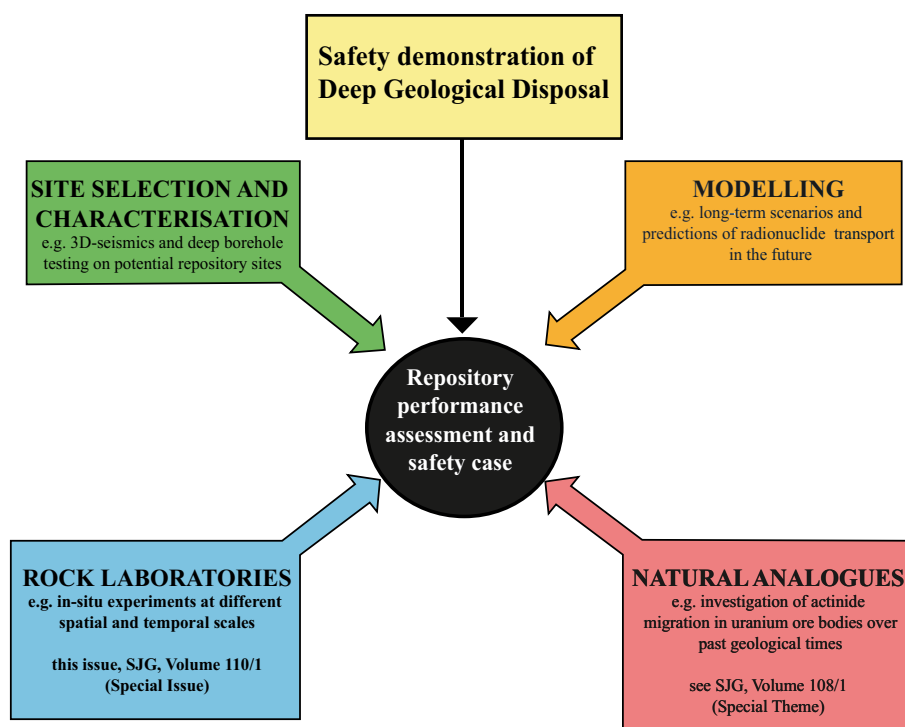 Safety demonstration of
Deep Geological Disposal
SITE SELECTION AND
CHARACTERISATION
e.g. 3D-seismics and deep borehole
testing on potential repository sites
MODELLING
e.g. long-term scenarios and
predictions of radionuclide transport
in the future
Repository
performance
assessment and
safety case
ROCK LABORATORIES
e.g. in-situ experiments at different
spatial and temporal scales
this issue, SJG, Volume 110/1
(Special Issue)
NATURAL ANALOGUES
e.g. investigation of actinide
migration in uranium ore bodies over
past geological times
see SJG, Volume 108/1
(Special Theme)